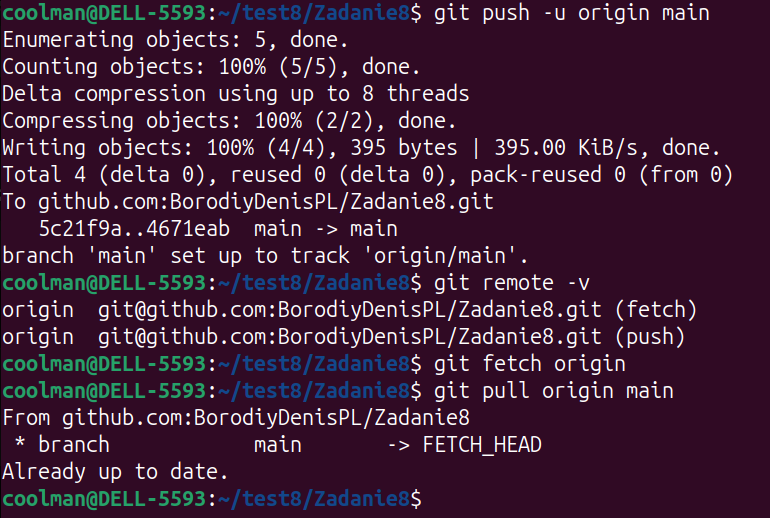 coolman@DELL-5593:~/test8/Zadanie8$ git push -u origin main
Enumerating objects: 5, done.
Counting objects: 100% (5/5), done.
Delta compression using up to 8 threads
Compressing objects: 100% (2/2), done.
Writing objects: 100% (4/4), 395 bytes | 395.00 KiB/s, done.
Total 4 (delta 0), reused 0 (delta 0), pack-reused 0 (from 0)
To github.com:BorodiyDenisPL/Zadanie8.git
   5c21f9a..4671eab  main -> main
branch 'main' set up to track 'origin/main'.
coolman@DELL-5593:~/test8/Zadanie8$ git remote -v
origin  git@github.com:BorodiyDenisPL/Zadanie8.git (fetch)
origin  git@github.com:BorodiyDenisPL/Zadanie8.git (push)
coolman@DELL-5593:~/test8/Zadanie8$ git fetch origin
coolman@DELL-5593:~/test8/Zadanie8$ git pull origin main
From github.com:BorodiyDenisPL/Zadanie8
 * branch            main       -> FETCH_HEAD
Already up to date.
coolman@DELL-5593:~/test8/Zadanie8$